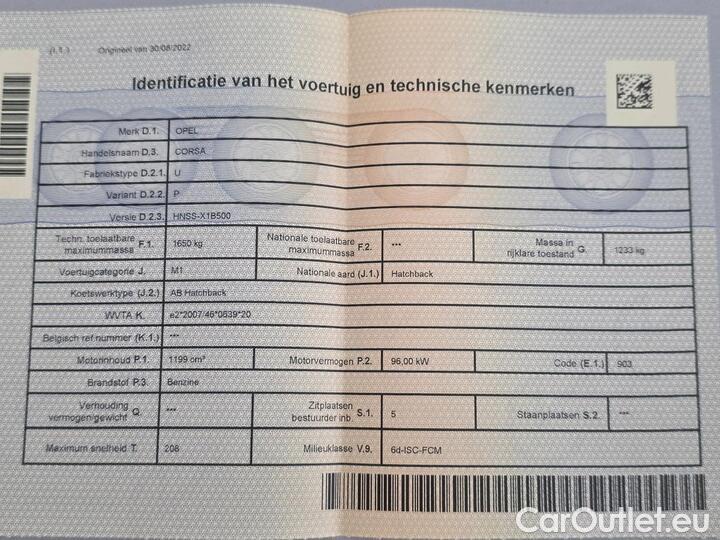 (I.1.) Origineel van 30/08/2022
Identificatie van het voertuig en technische kenmerken
Merk D.1. OPEL
Handelsnaam D.3. CORSA
Fabriekstype D.2.1. U
Variant D.2.2. P
Versie D.2.3. HNSS-X1B500
Techn. toelaatbare maximummassa F.1. 1650 kg Nationale toelaatbare maximummassa F.2. *** Massa in rijklare toestand G. 1233 kg
Voertuigcategorie J. M1 Nationale aard (J.1.) Hatchback
Koetswerktype (J.2.) AB Hatchback
WVTA K. e2*2007/46*0639*20
Belgisch ref.nummer (K.1.) ***
Motorinhoud P.1. 1199 cm³ Motorvermogen P.2. 96,00 kW Code (E.1.) 903
Brandstof P.3. Benzine
Verhouding vermogen/gewicht Q. *** Zitplaatsen bestuurder inb. S.1. 5 Staanplaatsen S.2. ***
Maximum snelheid T. 208 Milieuklasse V.9. 6d-ISC-FCM
CarOutlet.eu